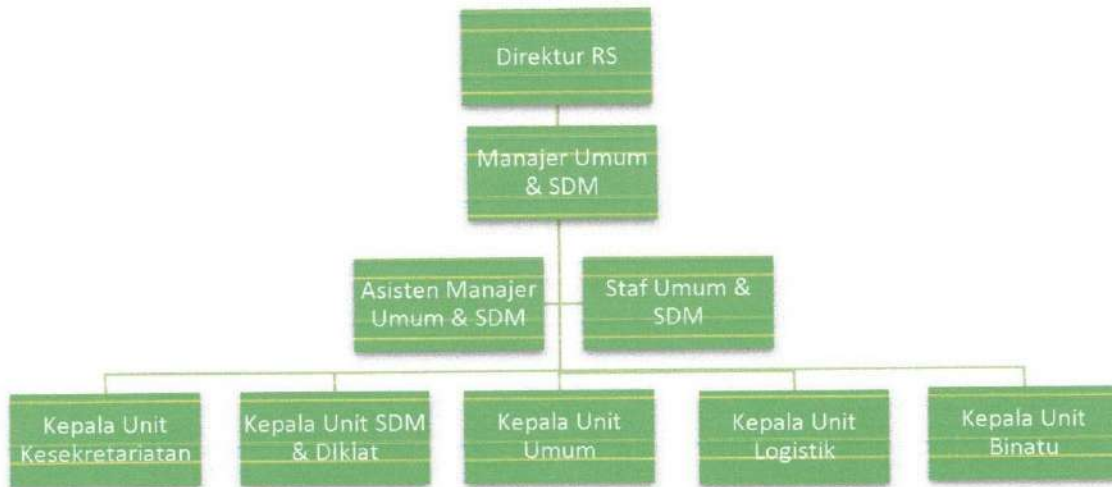 Direktur RS
Manajer Umum
& SDM
Asisten Manajer
Umum & SDM
Staf Umum &
SDM
Kepala Unit
Kesekretariatan
Kepala Unit SDM
& DIklat
Kepala Unit
Umum
Kepala Unit
Logistik
Kepala Unit
Binatu